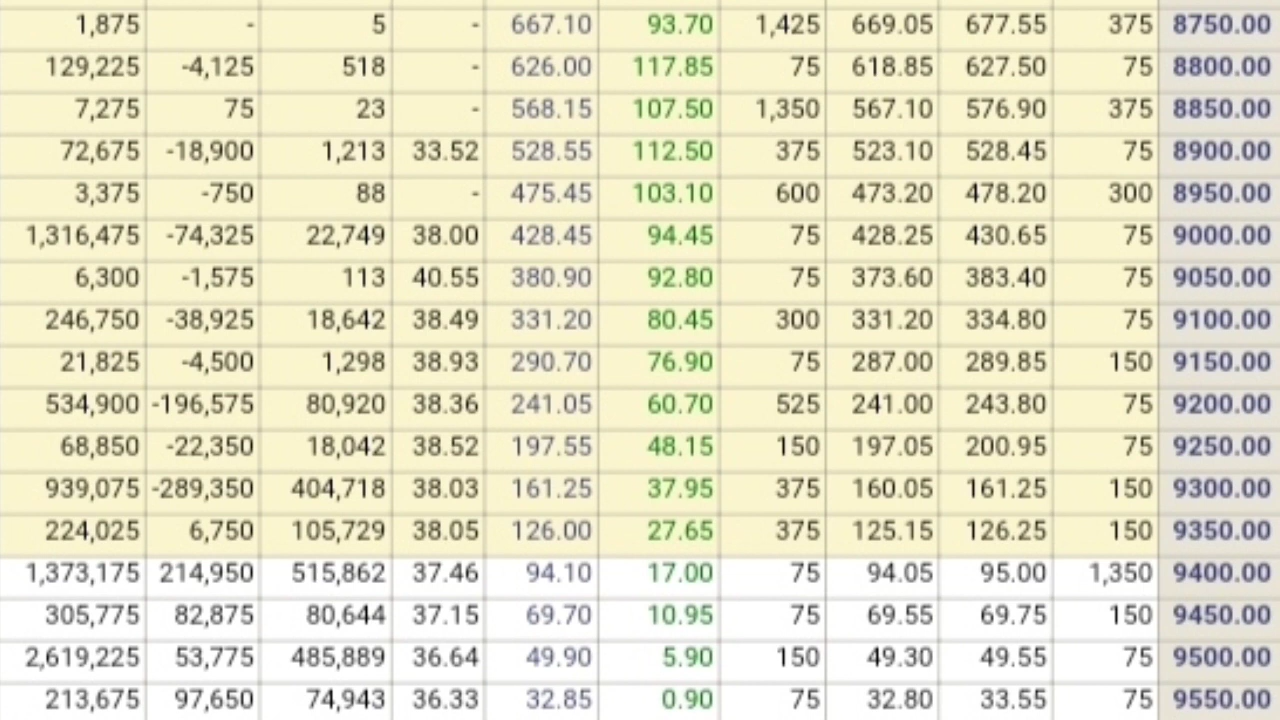 1,875 - 5 - 667.10 93.70 1,425 669.05 677.55 375 8750.00
129,225 -4,125 518 - 626.00 117.85 75 618.85 627.50 75 8800.00
7,275 75 23 - 568.15 107.50 1,350 567.10 576.90 375 8850.00
72,675 -18,900 1,213 33.52 528.55 112.50 375 523.10 528.45 75 8900.00
3,375 -750 88 - 475.45 103.10 600 473.20 478.20 300 8950.00
1,316,475 -74,325 22,749 38.00 428.45 94.45 75 428.25 430.65 75 9000.00
6,300 -1,575 113 40.55 380.90 92.80 75 373.60 383.40 75 9050.00
246,750 -38,925 18,642 38.49 331.20 80.45 300 331.20 334.80 75 9100.00
21,825 -4,500 1,298 38.93 290.70 76.90 75 287.00 289.85 150 9150.00
534,900 -196,575 80,920 38.36 241.05 60.70 525 241.00 243.80 75 9200.00
68,850 -22,350 18,042 38.52 197.55 48.15 150 197.05 200.95 75 9250.00
939,075 -289,350 404,718 38.03 161.25 37.95 375 160.05 161.25 150 9300.00
224,025 6,750 105,729 38.05 126.00 27.65 375 125.15 126.25 150 9350.00
1,373,175 214,950 515,862 37.46 94.10 17.00 75 94.05 95.00 1,350 9400.00
305,775 82,875 80,644 37.15 69.70 10.95 75 69.55 69.75 150 9450.00
2,619,225 53,775 485,889 36.64 49.90 5.90 150 49.30 49.55 75 9500.00
213,675 97,650 74,943 36.33 32.85 0.90 75 32.80 33.55 75 9550.00